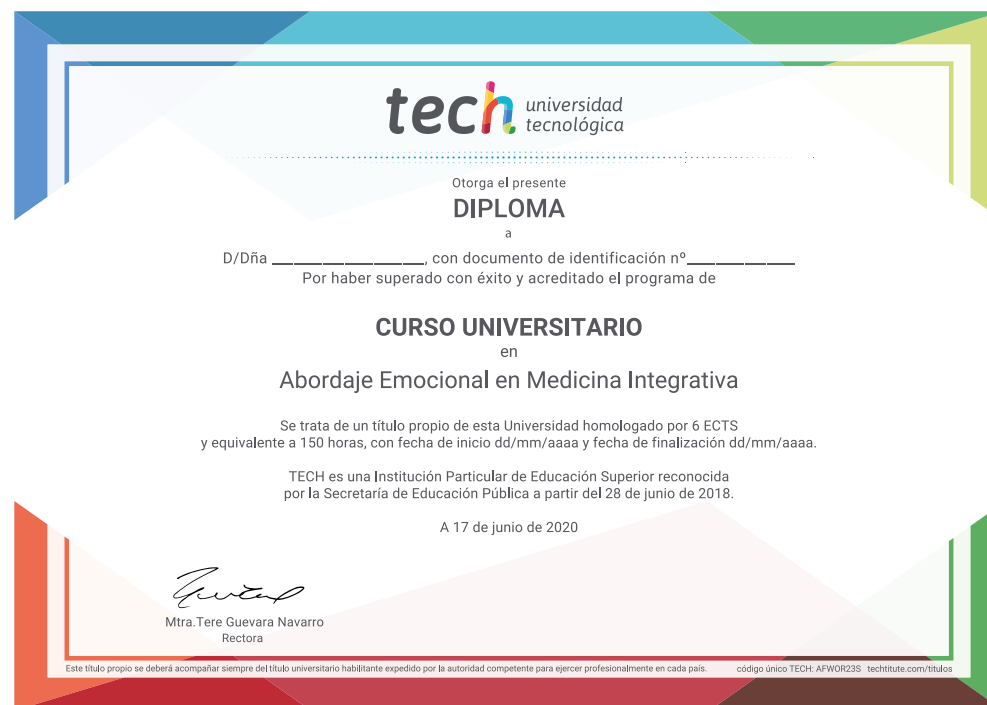 tech universidad
tecnológica
Otorga el presente
DIPLOMA
a
D/Dña ___________________, con documento de identificación nº_____________
Por haber superado con éxito y acreditado el programa de
CURSO UNIVERSITARIO
en
Abordaje Emocional en Medicina Integrativa
Se trata de un título propio de esta Universidad homologado por 6 ECTS
y equivalente a 150 horas, con fecha de inicio dd/mm/aaaa y fecha de finalización dd/mm/aaaa.
TECH es una Institución Particular de Educación Superior reconocida
por la Secretaría de Educación Pública a partir del 28 de junio de 2018.
A 17 de junio de 2020
Mtra.Tere Guevara Navarro
Rectora
Este título propio se deberá acompañar siempre del título universitario habilitante expedido por la autoridad competente para ejercer profesionalmente en cada país. código único TECH: AFWOR23S techtitute.com/titulos